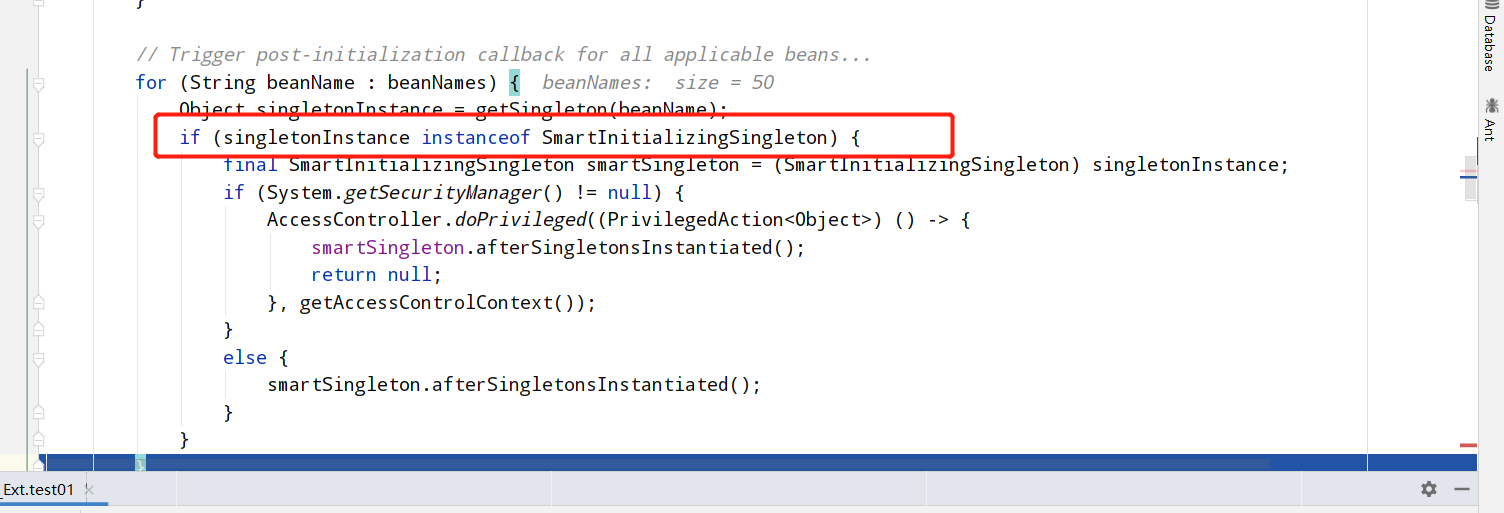 }
// Trigger post-initialization callback for all applicable beans...
for (String beanName : beanNames) { beanNames: size = 50
Object singletonInstance = getSingleton(beanName);
if (singletonInstance instanceof SmartInitializingSingleton) {
final SmartInitializingSingleton smartSingleton = (SmartInitializingSingleton) singletonInstance;
if (System.getSecurityManager() != null) {
AccessController.doPrivileged((PrivilegedAction<Object>) () -> {
smartSingleton.afterSingletonsInstantiated();
return null;
}, getAccessControlContext());
}
else {
smartSingleton.afterSingletonsInstantiated();
}
}
}
_Ext.test01
Database
Ant